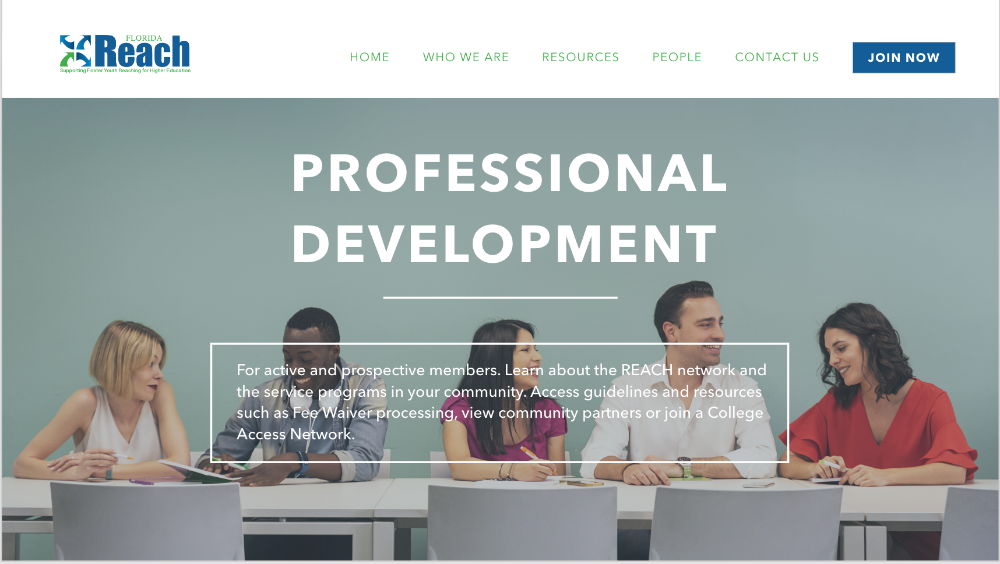 FLORIDA
Reach
Supporting Foster Youth Reaching for Higher Education
HOME WHO WE ARE RESOURCES PEOPLE CONTACT US JOIN NOW
PROFESSIONAL
DEVELOPMENT
For active and prospective members. Learn about the REACH network and
the service programs in your community. Access guidelines and resources
such as Fee Waiver processing, view community partners or join a College
Access Network.